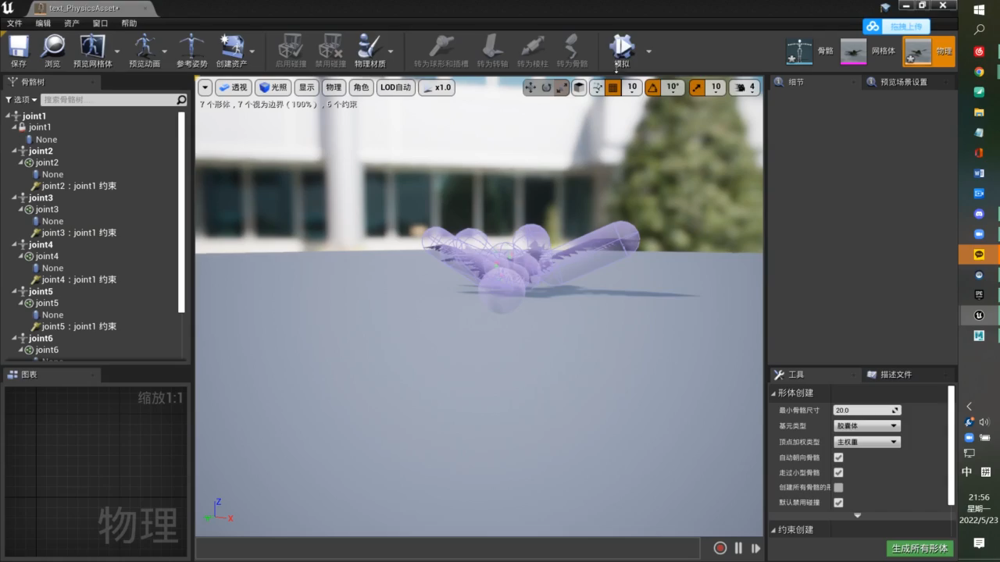 text_PhysicsAsset*
文件 编辑 资产 窗口 帮助
拖拽上传
保存 浏览 预览网格体 预览动画 参考姿势 创建资产 启用碰撞 禁用碰撞 物理材质 转为球形和插槽 转为转轴 转为棱柱 转为骨骼 模拟 骨骼 网格体 物理
骨骼树
细节 预览场景设置
选项 搜索骨骼树......
透视 光照 显示 物理 角色 LOD自动 x1.0 10 10° 10 4
7 个形体，7 个视为边界（100%），6 个约束
joint1
joint1
None
joint2
joint2
None
joint2 : joint1 约束
joint3
joint3
None
joint3 : joint1 约束
joint4
joint4
None
joint4 : joint1 约束
joint5
joint5
None
joint5 : joint1 约束
joint6
joint6
图表
缩放1:1
物理
Z
X
工具 描述文件
形体创建
最小骨骼尺寸 20.0
基元类型 胶囊体
顶点加权类型 主权重
自动朝向骨骼
走过小型骨骼
创建所有骨骼的形
默认禁用碰撞
约束创建
生成所有形体
中
拼
21:56
星期一
2022/5/23